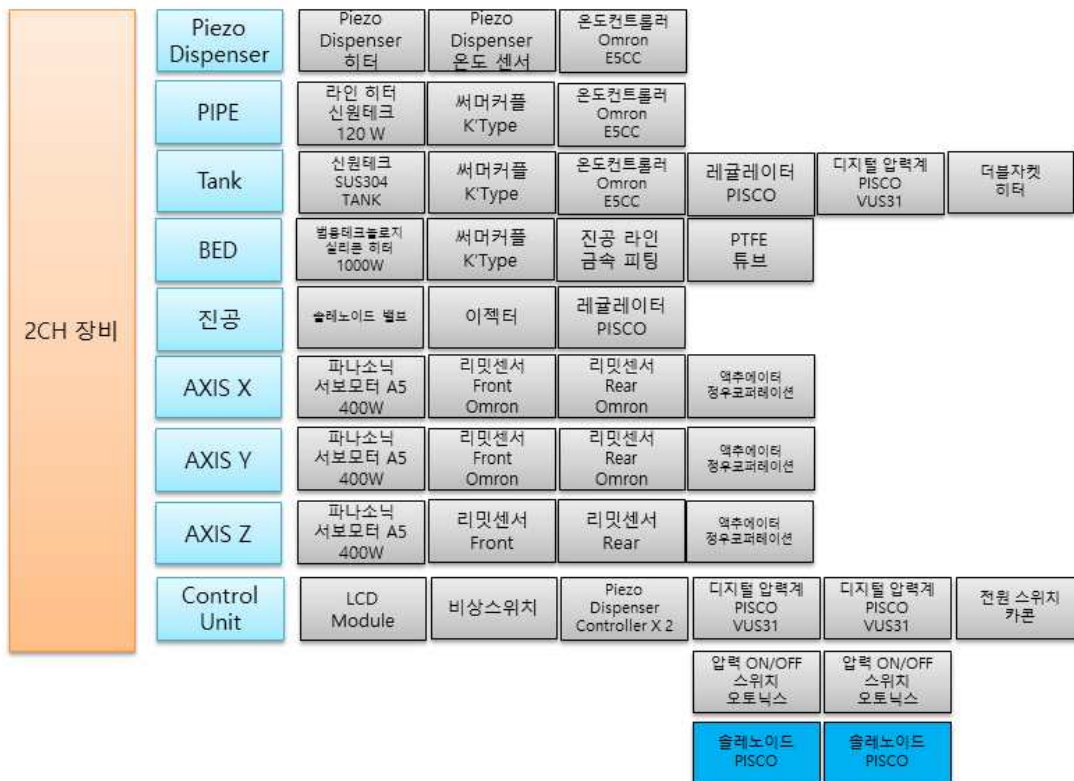 2CH 장비
Piezo
Dispenser
Piezo
Dispenser
히터
Piezo
Dispenser
온도 센서
온도컨트롤러
Omron
E5CC
PIPE
라인 히터
신원테크
120 W
써머커플
K'Type
온도컨트롤러
Omron
E5CC
Tank
신원테크
SUS304
TANK
써머커플
K'Type
온도컨트롤러
Omron
E5CC
레귤레이터
PISCO
디지털 압력계
PISCO
VUS31
더블자켓
히터
BED
범용테크놀로지
실리콘 히터
1000W
써머커플
K'Type
진공 라인
금속 피팅
PTFE
튜브
진공
솔레노이드 밸브
이젝터
레귤레이터
PISCO
AXIS X
파나소닉
서보모터 A5
400W
리밋센서
Front
Omron
리밋센서
Rear
Omron
액추에이터
정우코퍼레이션
AXIS Y
파나소닉
서보모터 A5
400W
리밋센서
Front
Omron
리밋센서
Rear
Omron
액추에이터
정우코퍼레이션
AXIS Z
파나소닉
서보모터 A5
400W
리밋센서
Front
리밋센서
Rear
액추에이터
정우코퍼레이션
Control
Unit
LCD
Module
비상스위치
Piezo
Dispenser
Controller X 2
디지털 압력계
PISCO
VUS31
디지털 압력계
PISCO
VUS31
전원 스위치
카콘
압력 ON/OFF
스위치
오토닉스
압력 ON/OFF
스위치
오토닉스
솔레노이드
PISCO
솔레노이드
PISCO